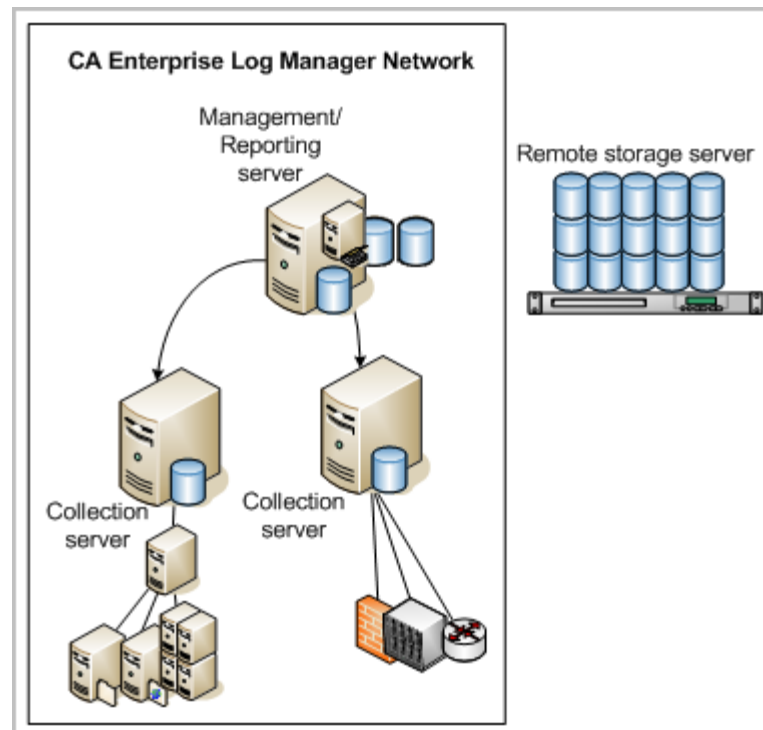 CA Enterprise Log Manager Network
Management/
Reporting
server
Remote storage server
Collection
server
Collection
server